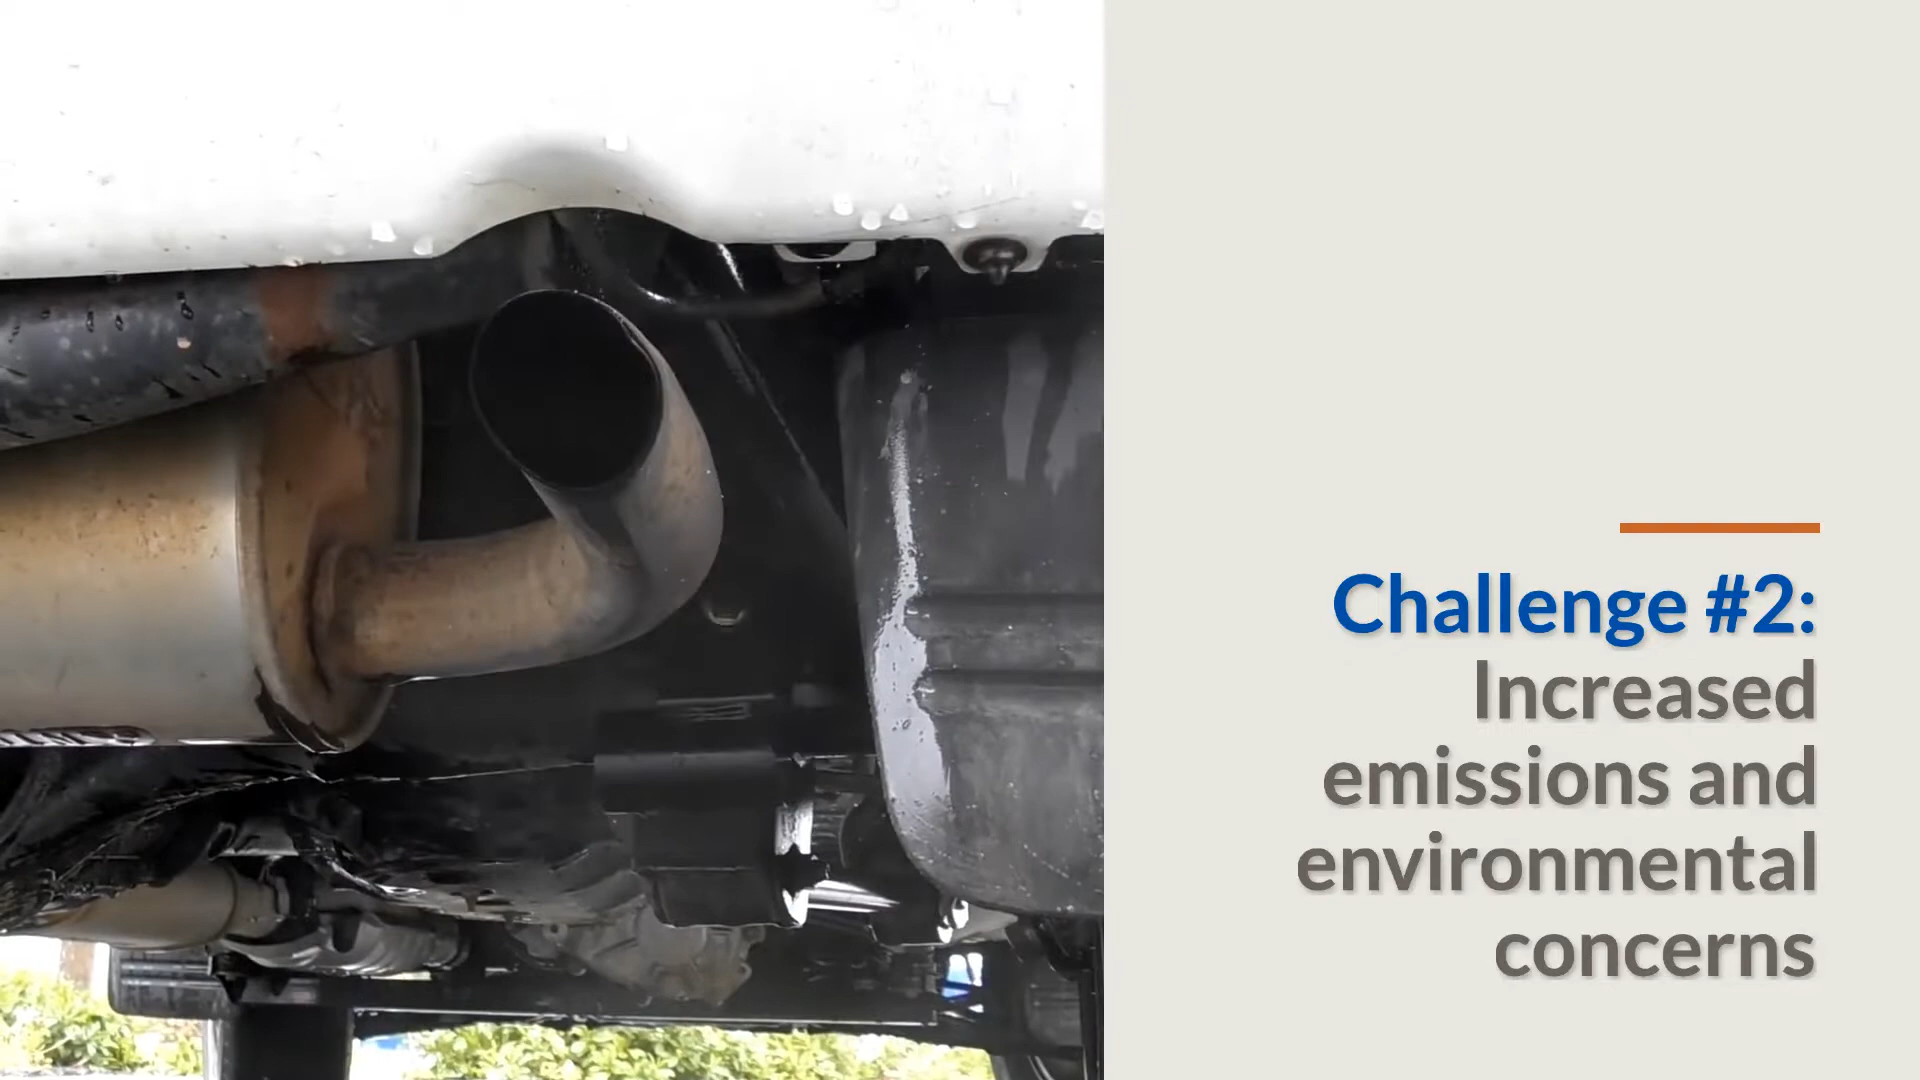 Challenge #2:
Increased
emissions and
environmental
concerns